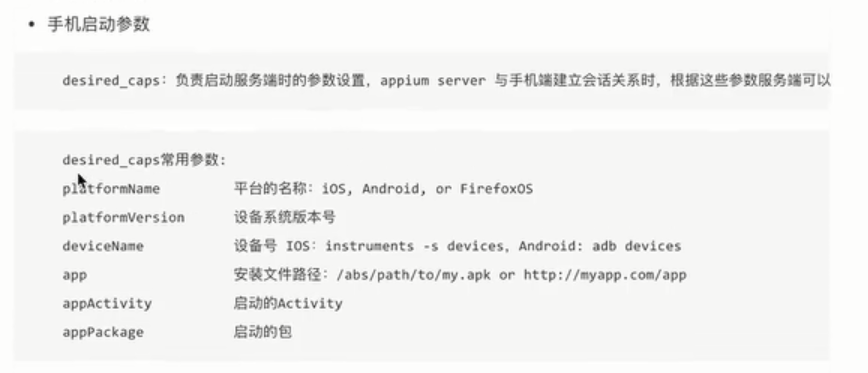 • 手机启动参数
desired_caps: 负责启动服务端时的参数设置，appium server 与手机端建立会话关系时，根据这些参数服务端可以
desired_caps常用参数:
platformName 平台的名称: iOS, Android, or FirefoxOS
platformVersion 设备系统版本号
deviceName 设备号 IOS: instruments -s devices, Android: adb devices
app 安装文件路径: /abs/path/to/my.apk or http://myapp.com/app
appActivity 启动的Activity
appPackage 启动的包